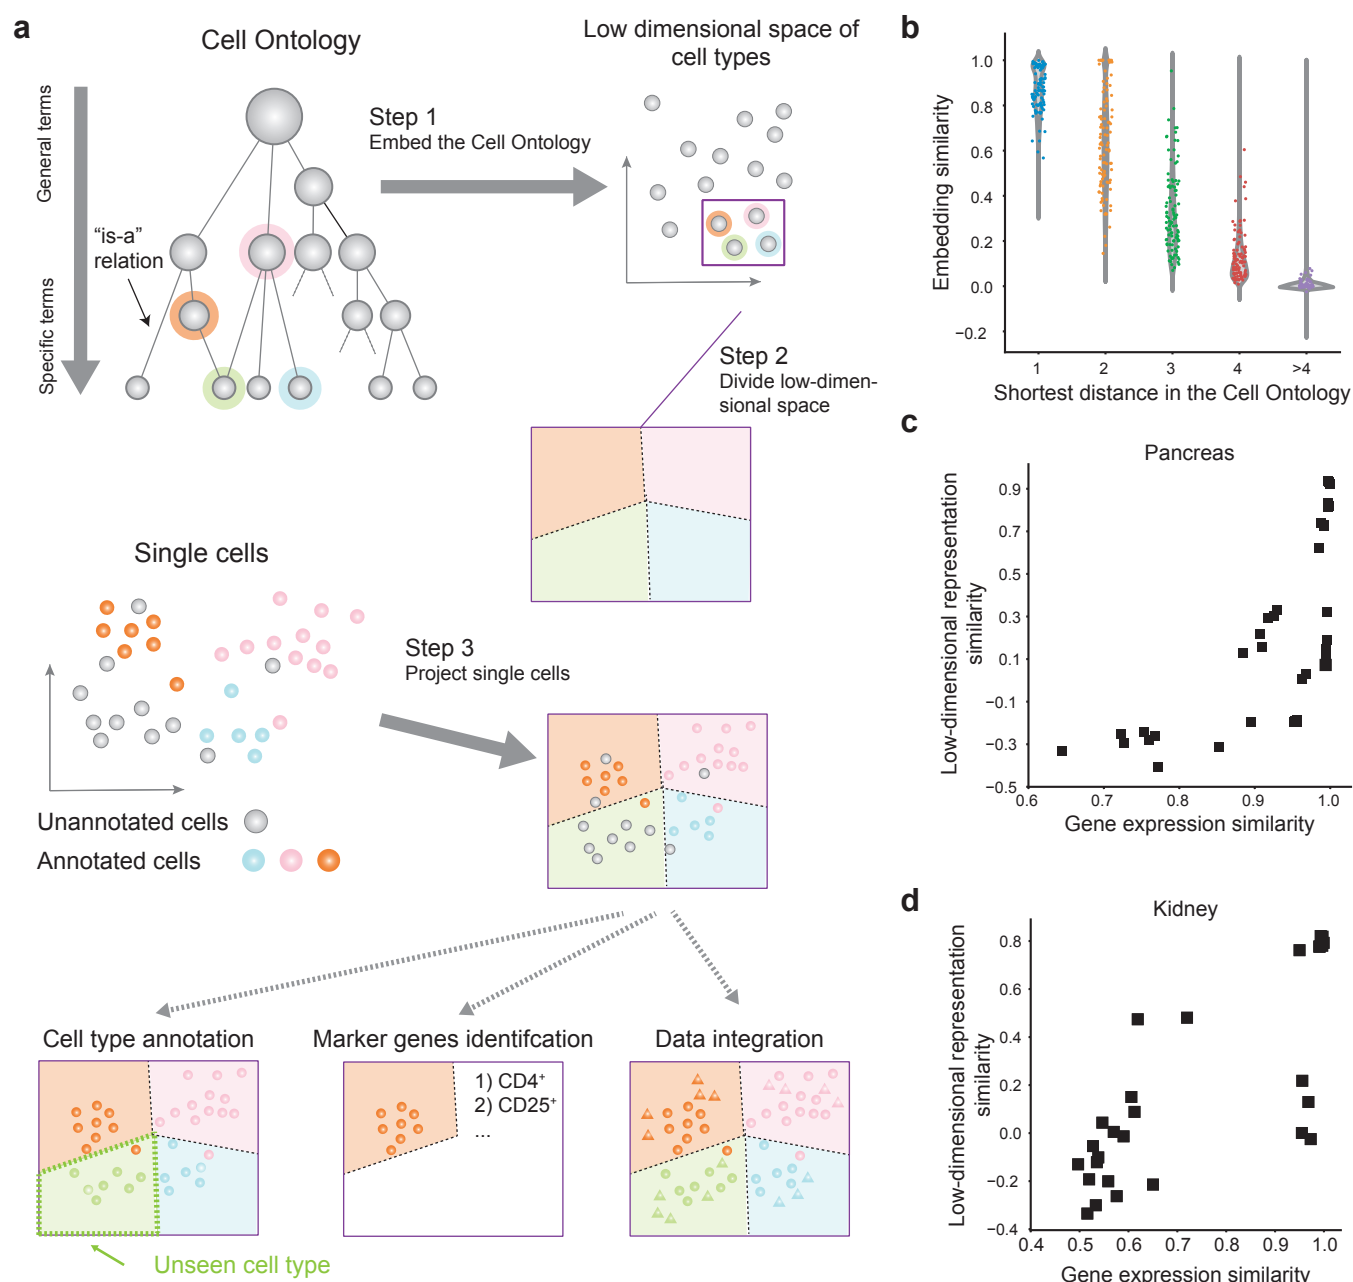 a
Cell Ontology
General terms
Specific terms
“is-a”
relation
Step 1
Embed the Cell Ontology
Low dimensional space of
cell types
Step 2
Divide low-dimen-
sional space
Single cells
Step 3
Project single cells
Unannotated cells
Annotated cells
Cell type annotation
Marker genes identifcation
Data integration
1) CD4+
2) CD25+
...
Unseen cell type
b
Embedding similarity
1.0
0.8
0.6
0.4
0.2
0.0
−0.2
1 2 3 4 >4
Shortest distance in the Cell Ontology
c
Pancreas
Low-dimensional representation
similarity
0.9
0.7
0.5
0.3
0.1
−0.1
−0.3
−0.5
0.6 0.7 0.8 0.9 1.0
Gene expression similarity
d
Kidney
Low-dimensional representation
similarity
0.8
0.6
0.4
0.2
0.0
−0.2
−0.4
0.4 0.5 0.6 0.7 0.8 0.9 1.0
Gene expression similarity